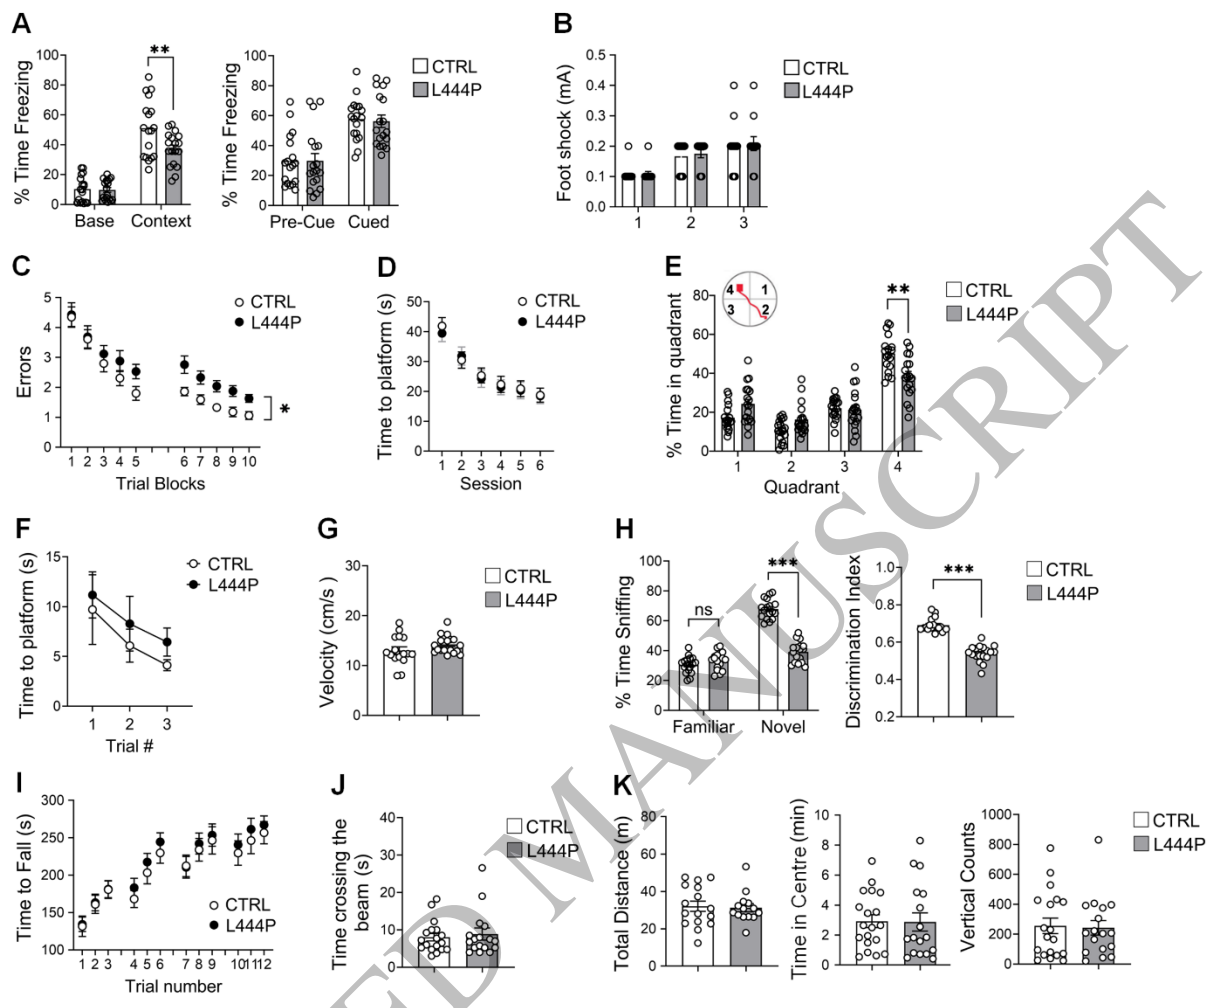 A
% Time Freezing
100
80
60
40
20
0
**
Base Context
% Time Freezing
100
80
60
40
20
0
Pre-Cue Cued
CTRL
L444P
B
Foot shock (mA)
0.5
0.4
0.3
0.2
0.1
0.0
1 2 3
CTRL
L444P
C
Errors
5
4
3
2
1
0
CTRL
L444P
*
1 2 3 4 5 6 7 8 9 10
Trial Blocks
D
Time to platform (s)
50
40
30
20
10
0
CTRL
L444P
1 2 3 4 5 6
Session
E
% Time in quadrant
80
60
40
20
0
4 1
3 2
**
1 2 3 4
Quadrant
CTRL
L444P
F
Time to platform (s)
15
10
5
0
CTRL
L444P
1 2 3
Trial #
G
Velocity (cm/s)
30
20
10
0
CTRL
L444P
H
% Time Sniffing
100
80
60
40
20
0
ns
***
Familiar Novel
Discrimination Index
1.0
0.8
0.6
0.4
0.2
***
CTRL
L444P
I
Time to Fall (s)
300
250
200
150
100
CTRL
L444P
1 2 3 4 5 6 7 8 9 10 11 12
Trial number
J
Time crossing the
beam (s)
40
30
20
10
0
CTRL
L444P
K
Total Distance (m)
80
60
40
20
0
Time in Centre (min)
10
8
6
4
2
0
Vertical Counts
1000
800
600
400
200
0
CTRL
L444P
ED MANUSCRIPT